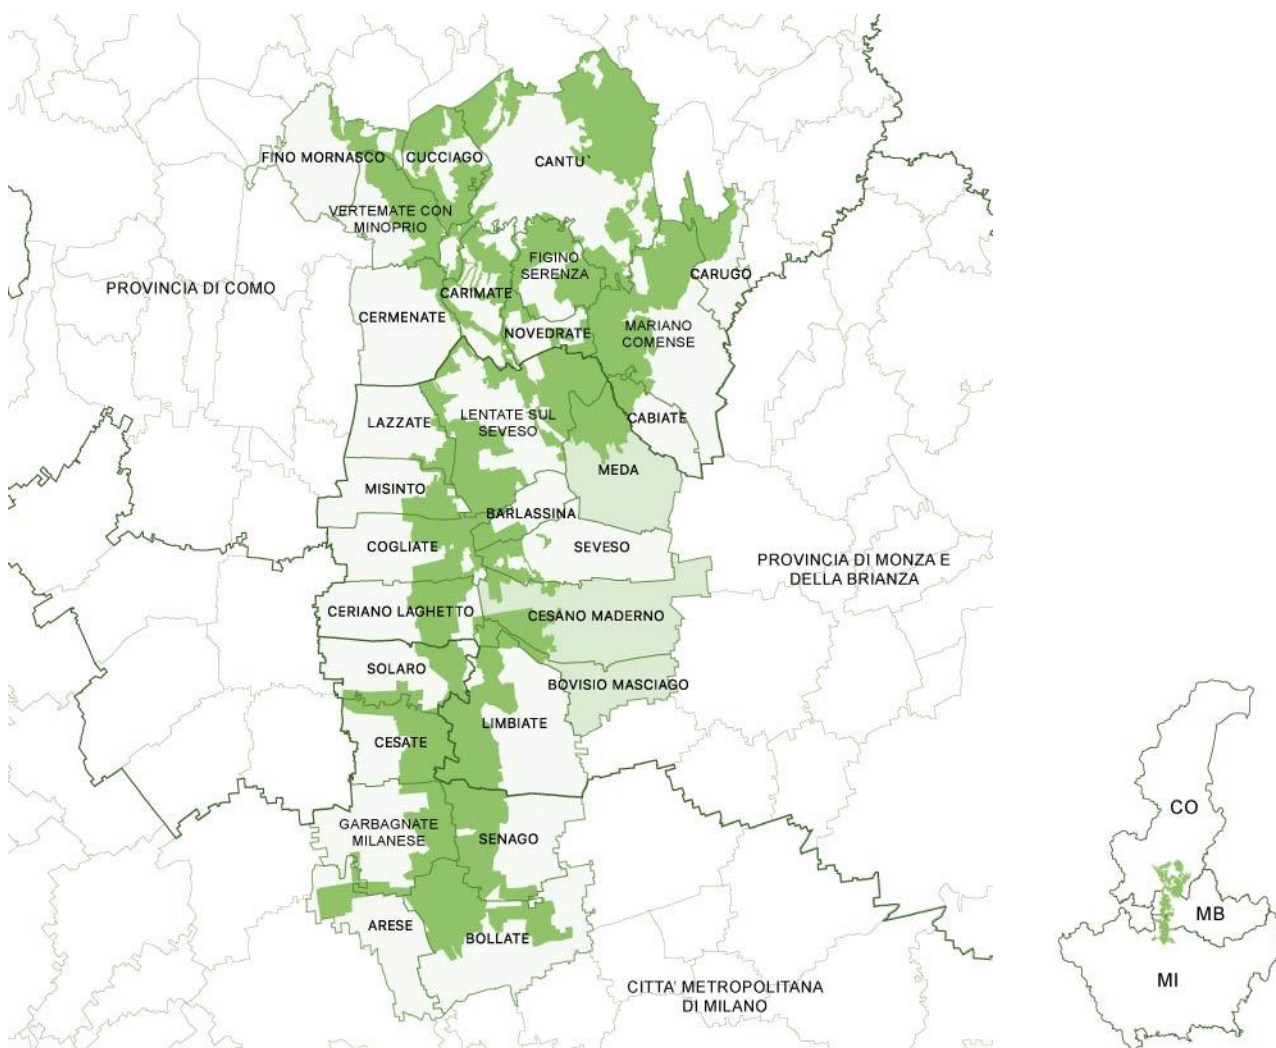 FINO MORNASCO
CUCCIAGO
CANTU`
VERTEMATE CON
MINOPRIO
FIGINO
SERENZA
CARUGO
PROVINCIA DI COMO
CARIMATE
CERMENATE
NOVEDRATE
MARIANO
COMENSE
LAZZATE
LENTATE SUL
SEVESO
CABIATE
MEDA
MISINTO
BARLASSINA
COGLIATE
SEVESO
PROVINCIA DI MONZA E
DELLA BRIANZA
CERIANO LAGHETTO
CESANO MADERNO
SOLARO
BOVISIO MASCIAGO
LIMBIATE
CESATE
GARBAGNATE
MILANESE
SENAGO
ARESE
BOLLATE
CITTA' METROPOLITANA
DI MILANO
CO
MB
MI